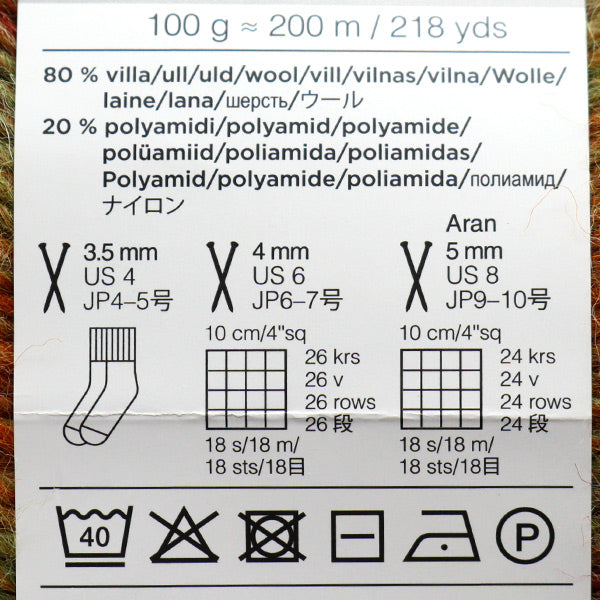 100 g ≈ 200 m / 218 yds
80 % villa/ull/uld/wool/vill/vilnas/vilna/Wolle/
laine/lana/шерсть/ウール
20 % polyamidi/polyamid/polyamide/
polüamiid/poliamida/poliamidas/
Polyamid/polyamide/poliamida/полиамид/
ナイロン
3.5 mm
US 4
JP4–5号
4 mm
US 6
JP6–7号
Aran
5 mm
US 8
JP9–10号
10 cm/4"sq
26 krs
26 v
26 rows
26 段
18 s/18 m/
18 sts/18目
10 cm/4"sq
24 krs
24 v
24 rows
24 段
18 s/18 m/
18 sts/18目
40
P